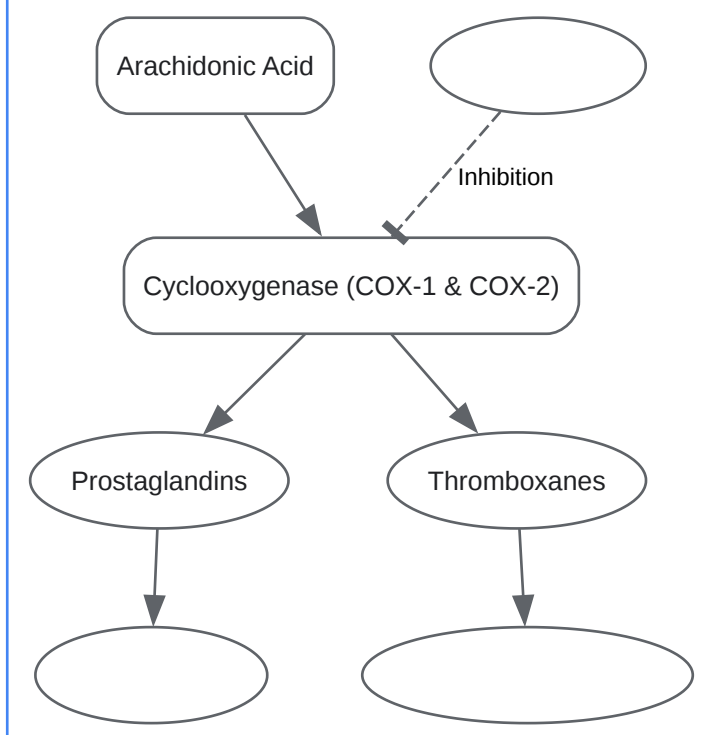 Arachidonic Acid
Inhibition
Cyclooxygenase (COX-1 & COX-2)
Prostaglandins
Thromboxanes